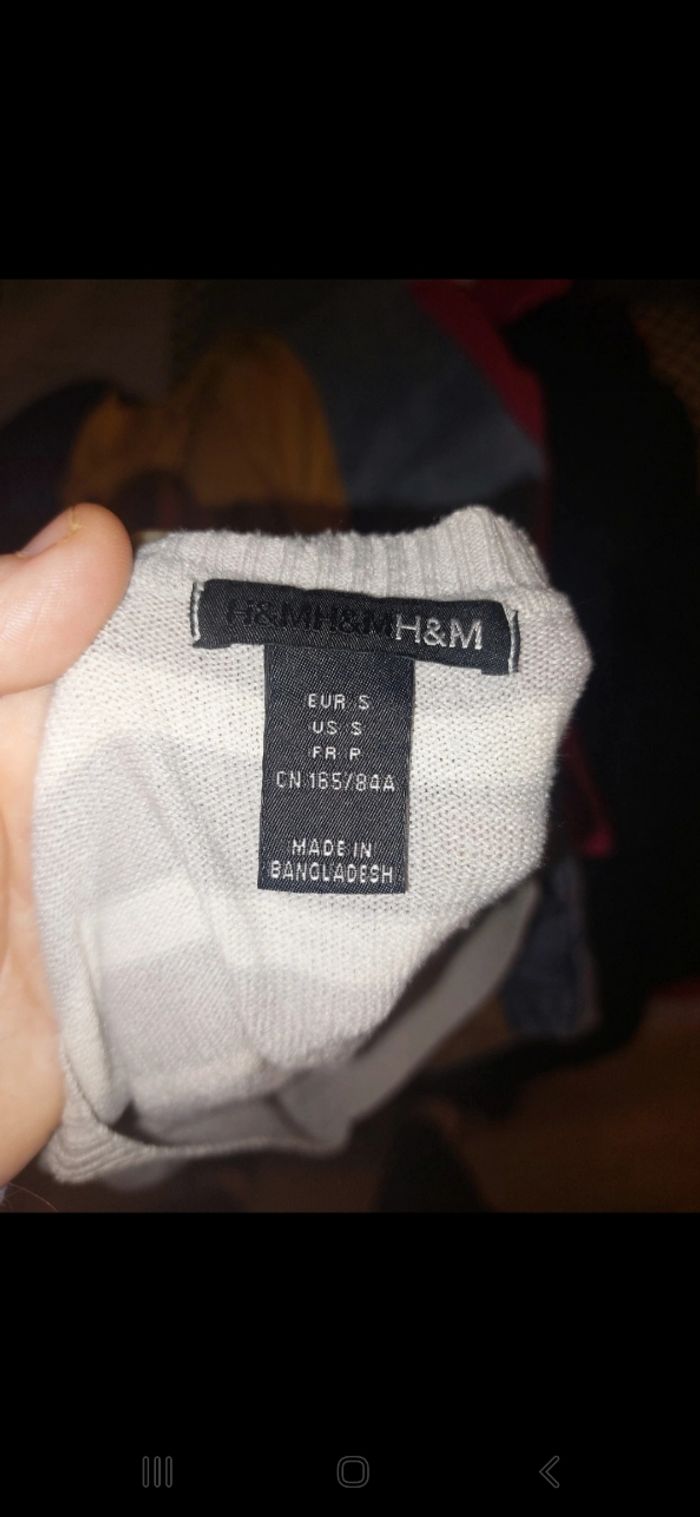 H&MH&MH&M
EUR S
US S
FR P
CN 165/84A
MADE IN
BANGLADESH